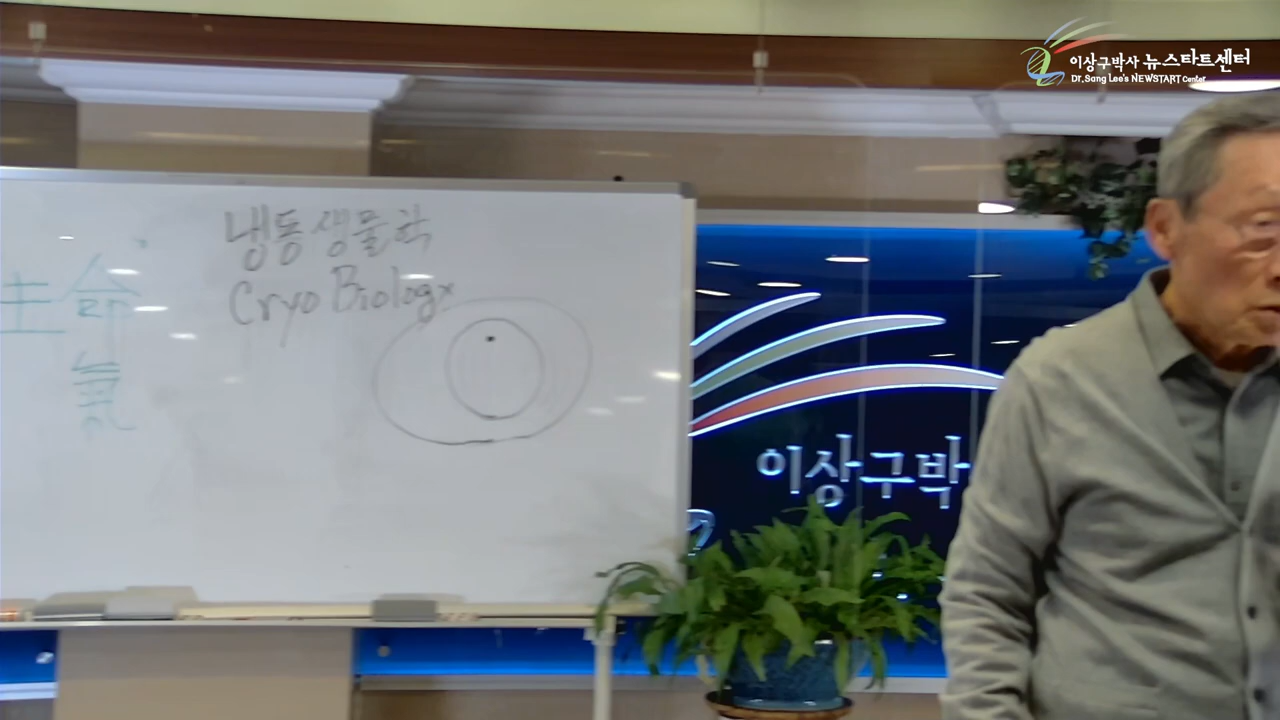 이상구박사 뉴스타트센터
Dr. Sang Lee's NEWSTART Center
냉동생물학
Cryo Biology
生命
氣
이상구박